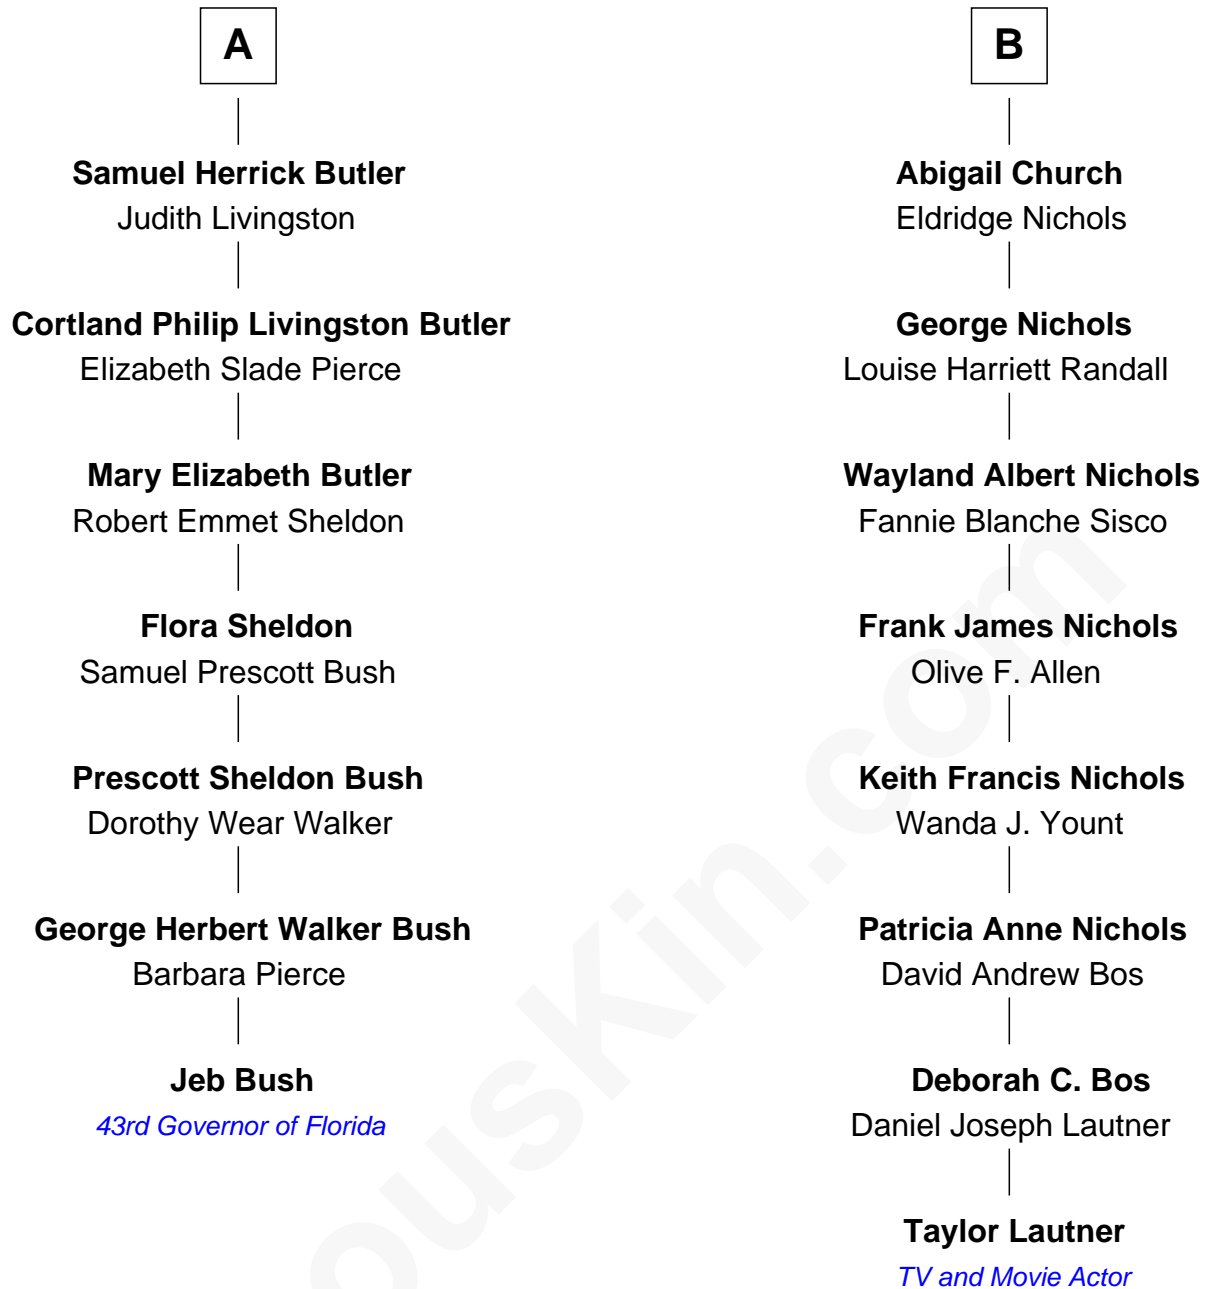 A
Samuel Herrick Butler
Judith Livingston
Cortland Philip Livingston Butler
Elizabeth Slade Pierce
Mary Elizabeth Butler
Robert Emmet Sheldon
Flora Sheldon
Samuel Prescott Bush
Prescott Sheldon Bush
Dorothy Wear Walker
George Herbert Walker Bush
Barbara Pierce
Jeb Bush
43rd Governor of Florida
B
Abigail Church
Eldridge Nichols
George Nichols
Louise Harriett Randall
Wayland Albert Nichols
Fannie Blanche Sisco
Frank James Nichols
Olive F. Allen
Keith Francis Nichols
Wanda J. Yount
Patricia Anne Nichols
David Andrew Bos
Deborah C. Bos
Daniel Joseph Lautner
Taylor Lautner
TV and Movie Actor
ousKin.com